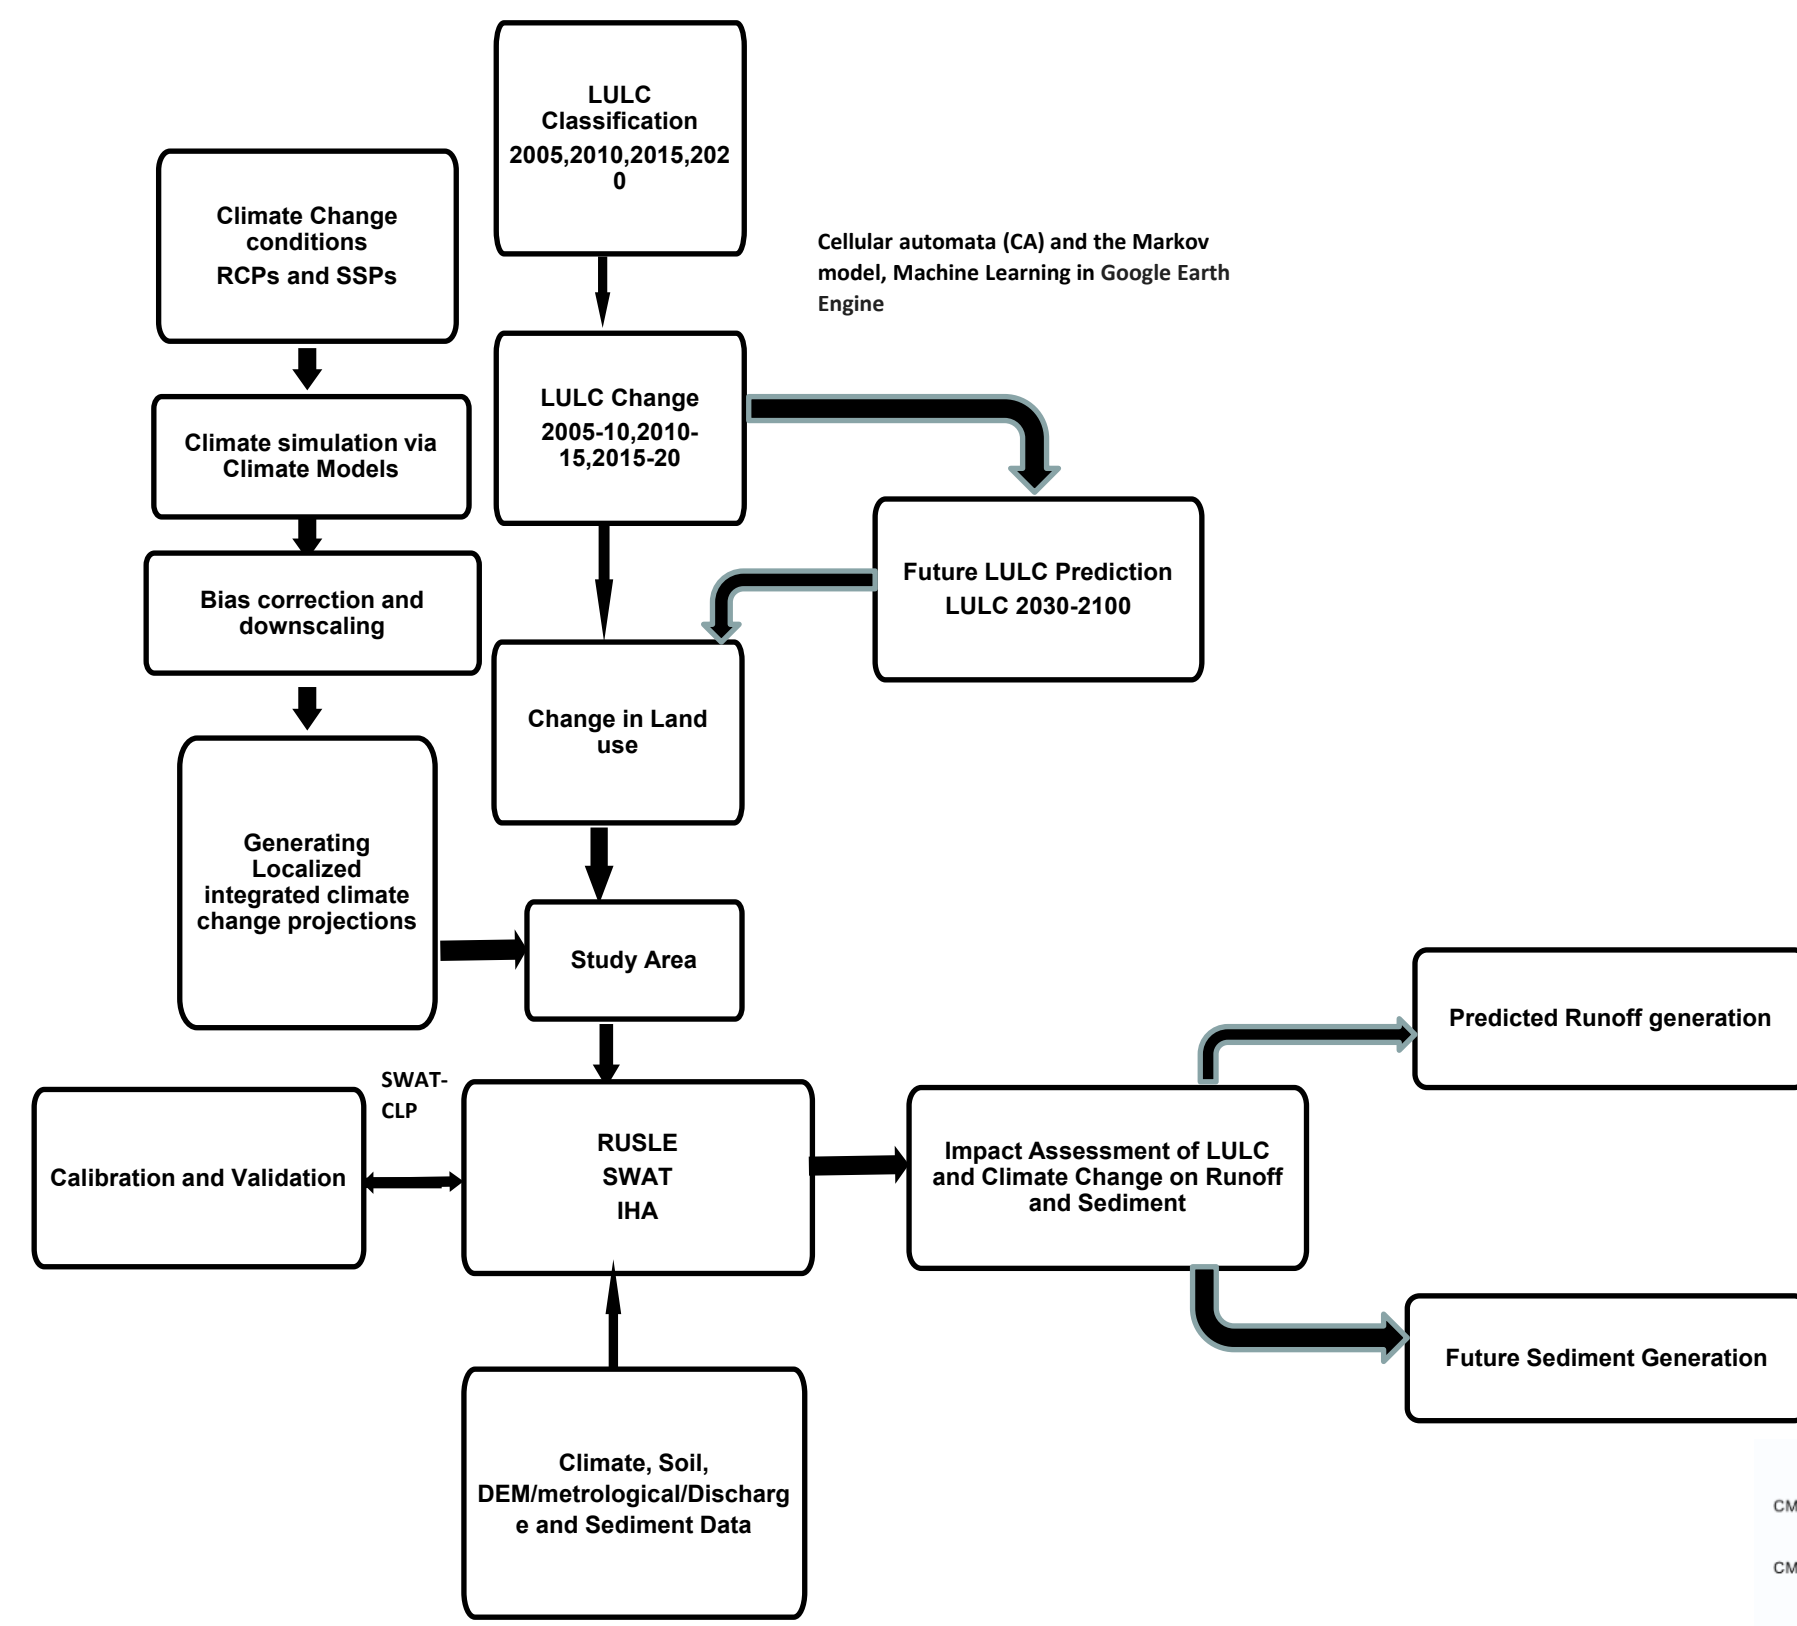 LULC
Classification
2005,2010,2015,202
0
Climate Change
conditions
RCPs and SSPs
Cellular automata (CA) and the Markov
model, Machine Learning in Google Earth
Engine
LULC Change
2005-10,2010-
15,2015-20
Climate simulation via
Climate Models
Future LULC Prediction
LULC 2030-2100
Bias correction and
downscaling
Change in Land
use
Generating
Localized
integrated climate
change projections
Study Area
Predicted Runoff generation
SWAT-
CLP
Calibration and Validation
RUSLE
SWAT
IHA
Impact Assessment of LULC
and Climate Change on Runoff
and Sediment
Future Sediment Generation
Climate, Soil,
DEM/metrological/Discharg
e and Sediment Data
CM
CM